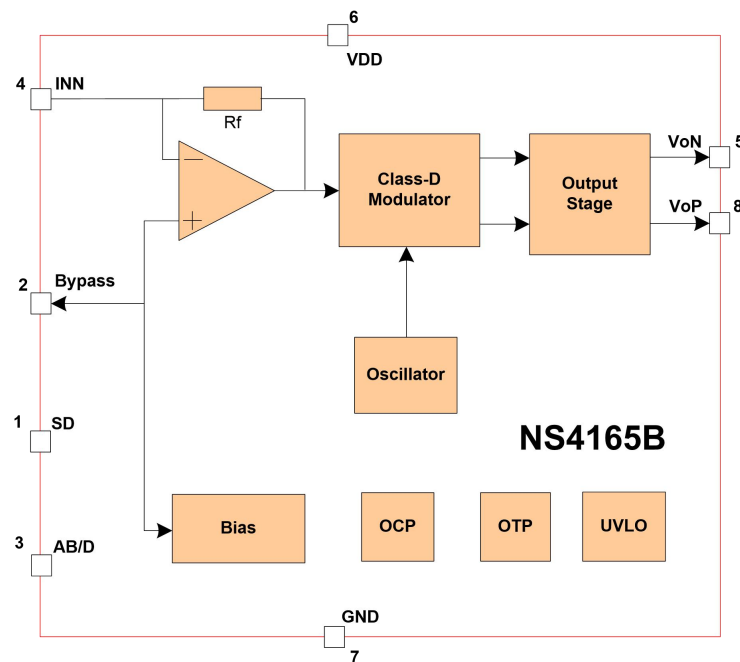 6
VDD
4
INN
Rf
Class-D
Modulator
Output
Stage
VoN
5
VoP
8
2
Bypass
Oscillator
1
SD
NS4165B
3
AB/D
Bias
OCP
OTP
UVLO
GND
7